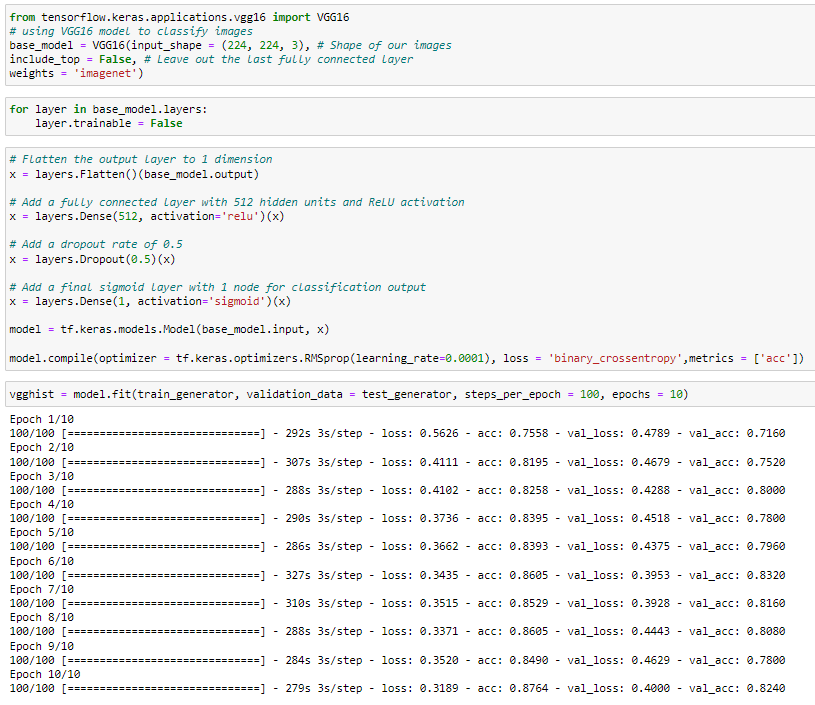 from tensorflow.keras.applications.vgg16 import VGG16
# using VGG16 model to classify images
base_model = VGG16(input_shape = (224, 224, 3), # Shape of our images
include_top = False, # Leave out the last fully connected layer
weights = 'imagenet')
for layer in base_model.layers:
    layer.trainable = False
# Flatten the output layer to 1 dimension
x = layers.Flatten()(base_model.output)
# Add a fully connected layer with 512 hidden units and ReLU activation
x = layers.Dense(512, activation='relu')(x)
# Add a dropout rate of 0.5
x = layers.Dropout(0.5)(x)
# Add a final sigmoid layer with 1 node for classification output
x = layers.Dense(1, activation='sigmoid')(x)
model = tf.keras.models.Model(base_model.input, x)
model.compile(optimizer = tf.keras.optimizers.RMSprop(learning_rate=0.0001), loss = 'binary_crossentropy',metrics = ['acc'])
vgghist = model.fit(train_generator, validation_data = test_generator, steps_per_epoch = 100, epochs = 10)
Epoch 1/10
100/100 [==============================] - 292s 3s/step - loss: 0.5626 - acc: 0.7558 - val_loss: 0.4789 - val_acc: 0.7160
Epoch 2/10
100/100 [==============================] - 307s 3s/step - loss: 0.4111 - acc: 0.8195 - val_loss: 0.4679 - val_acc: 0.7520
Epoch 3/10
100/100 [==============================] - 288s 3s/step - loss: 0.4102 - acc: 0.8258 - val_loss: 0.4288 - val_acc: 0.8000
Epoch 4/10
100/100 [==============================] - 290s 3s/step - loss: 0.3736 - acc: 0.8395 - val_loss: 0.4518 - val_acc: 0.7800
Epoch 5/10
100/100 [==============================] - 286s 3s/step - loss: 0.3662 - acc: 0.8393 - val_loss: 0.4375 - val_acc: 0.7960
Epoch 6/10
100/100 [==============================] - 327s 3s/step - loss: 0.3435 - acc: 0.8605 - val_loss: 0.3953 - val_acc: 0.8320
Epoch 7/10
100/100 [==============================] - 310s 3s/step - loss: 0.3515 - acc: 0.8529 - val_loss: 0.3928 - val_acc: 0.8160
Epoch 8/10
100/100 [==============================] - 288s 3s/step - loss: 0.3371 - acc: 0.8605 - val_loss: 0.4443 - val_acc: 0.8080
Epoch 9/10
100/100 [==============================] - 284s 3s/step - loss: 0.3520 - acc: 0.8490 - val_loss: 0.4629 - val_acc: 0.7800
Epoch 10/10
100/100 [==============================] - 279s 3s/step - loss: 0.3189 - acc: 0.8764 - val_loss: 0.4000 - val_acc: 0.8240